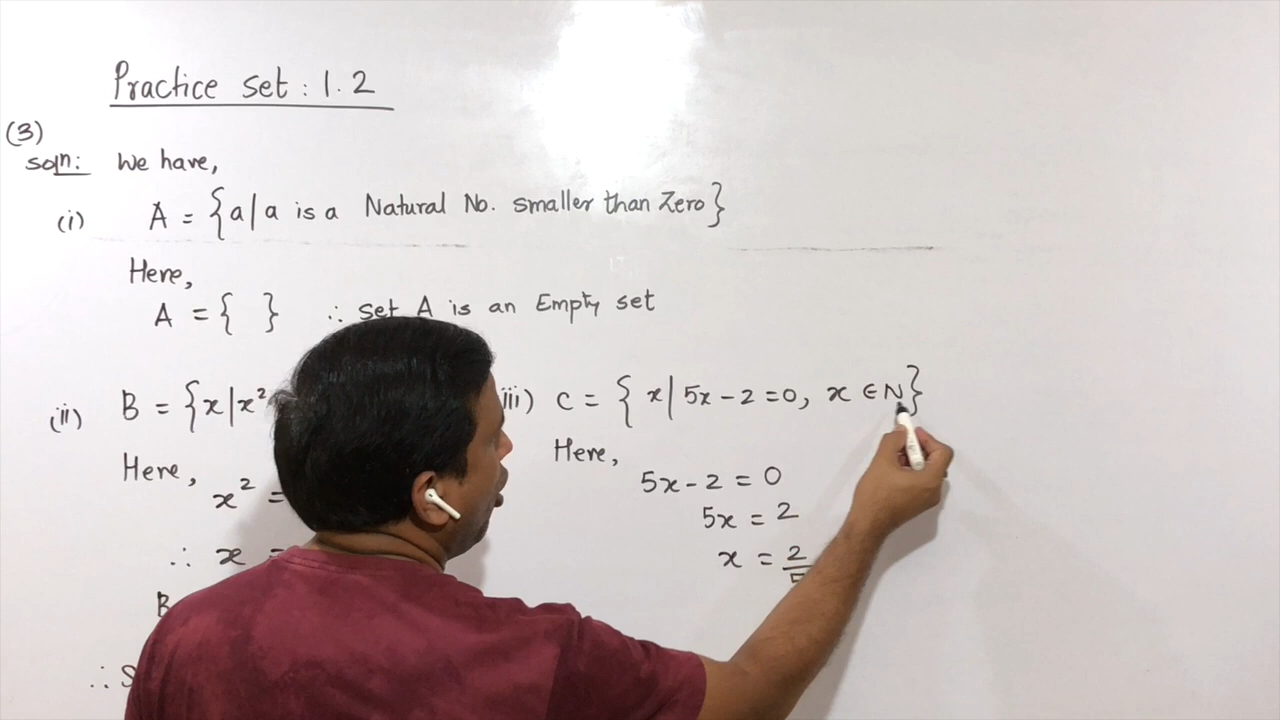 Practice set : 1.2
(3)
Soln: We have,
(i) A = {a | a is a Natural No. smaller than Zero}
Here,
A = { } ∴ set A is an Empty set
(ii) B = {x | x²
Here,
x² =
∴ x =
B
∴ S
iii) C = { x | 5x - 2 = 0, x ∈ N}
Here,
5x - 2 = 0
5x = 2
x = 2/5